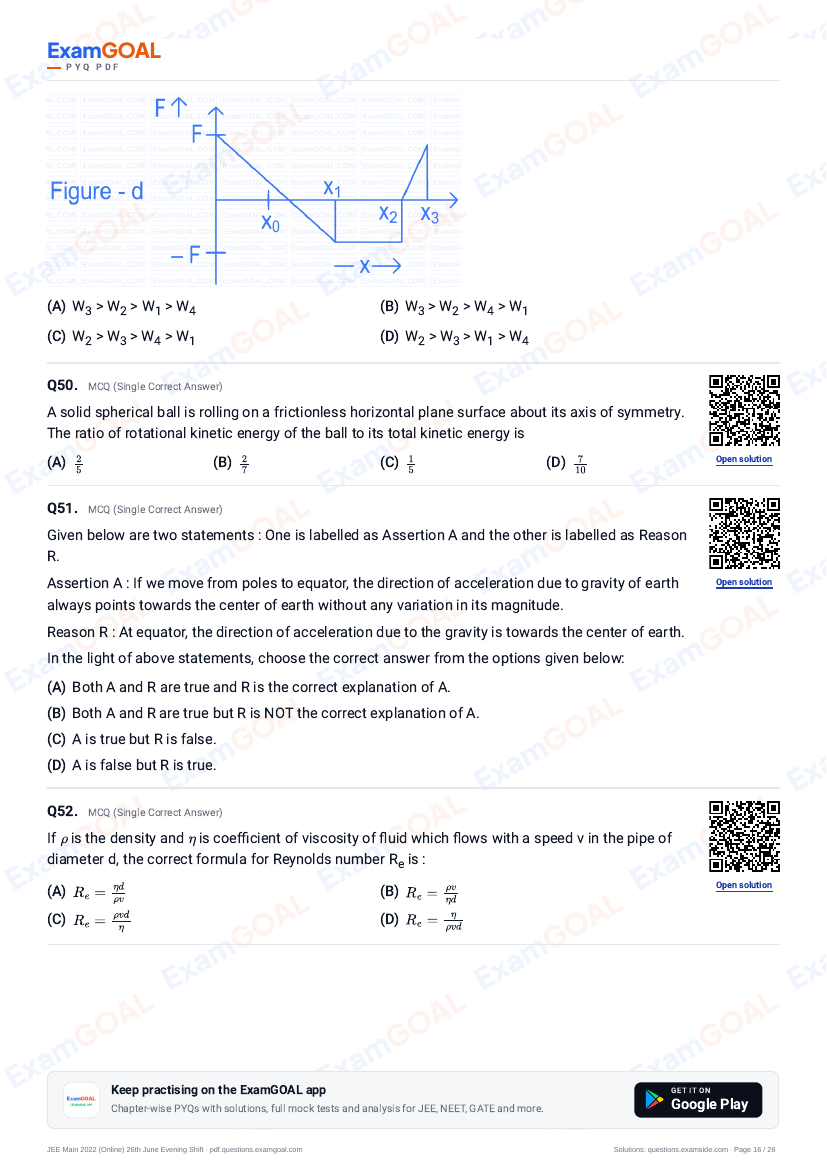 ExamGOAL
PYQ PDF
F ↑
F
Figure - d
X₁
X₀
X₂
X₃
– F
— X →
(A) W₃ > W₂ > W₁ > W₄
(B) W₃ > W₂ > W₄ > W₁
(C) W₂ > W₃ > W₄ > W₁
(D) W₂ > W₃ > W₁ > W₄
Q50. MCQ (Single Correct Answer)
A solid spherical ball is rolling on a frictionless horizontal plane surface about its axis of symmetry.
The ratio of rotational kinetic energy of the ball to its total kinetic energy is
(A) 2/5 (B) 2/7 (C) 1/5 (D) 7/10
Open solution
Q51. MCQ (Single Correct Answer)
Given below are two statements : One is labelled as Assertion A and the other is labelled as Reason
R.
Open solution
Assertion A : If we move from poles to equator, the direction of acceleration due to gravity of earth
always points towards the center of earth without any variation in its magnitude.
Reason R : At equator, the direction of acceleration due to the gravity is towards the center of earth.
In the light of above statements, choose the correct answer from the options given below:
(A) Both A and R are true and R is the correct explanation of A.
(B) Both A and R are true but R is NOT the correct explanation of A.
(C) A is true but R is false.
(D) A is false but R is true.
Q52. MCQ (Single Correct Answer)
If ρ is the density and η is coefficient of viscosity of fluid which flows with a speed v in the pipe of
diameter d, the correct formula for Reynolds number Rₑ is :
Open solution
(A) Rₑ = ηd/ρv
(B) Rₑ = ρv/ηd
(C) Rₑ = ρvd/η
(D) Rₑ = η/ρvd
ExamGOAL
Keep practising on the ExamGOAL app
Chapter-wise PYQs with solutions, full mock tests and analysis for JEE, NEET, GATE and more.
GET IT ON
Google Play
JEE Main 2022 (Online) 26th June Evening Shift · pdf.questions.examgoal.com
Solutions: questions.examside.com · Page 16 / 26